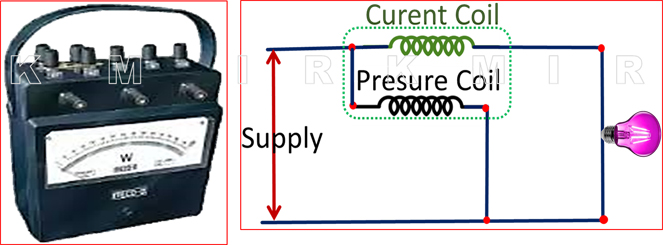 Curent Coil
K M I R K M I R
Presure Coil
Supply
W